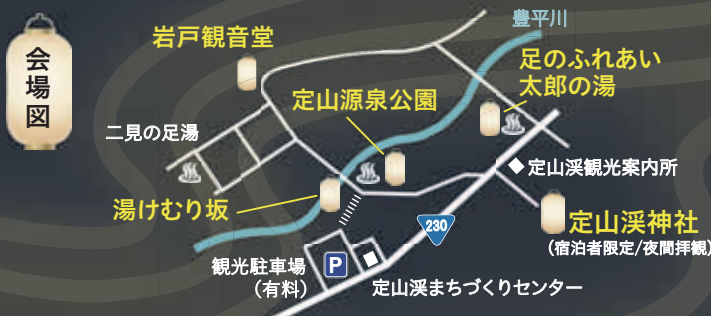 会場図
岩戸観音堂
豊平川
足のふれあい
太郎の湯
定山源泉公園
二見の足湯
定山渓観光案内所
湯けむり坂
定山渓神社
(宿泊者限定/夜間拝観)
230
観光駐車場
(有料)
P
定山渓まちづくりセンター